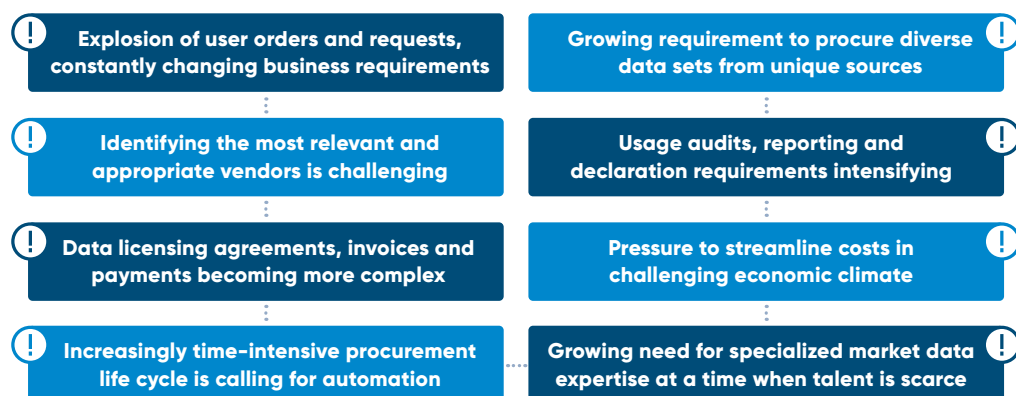 Explosion of user orders and requests,
constantly changing business requirements
Identifying the most relevant and
appropriate vendors is challenging
Data licensing agreements, invoices and
payments becoming more complex
Increasingly time-intensive procurement
life cycle is calling for automation
Growing requirement to procure diverse
data sets from unique sources
Usage audits, reporting and
declaration requirements intensifying
Pressure to streamline costs in
challenging economic climate
Growing need for specialized market data
expertise at a time when talent is scarce